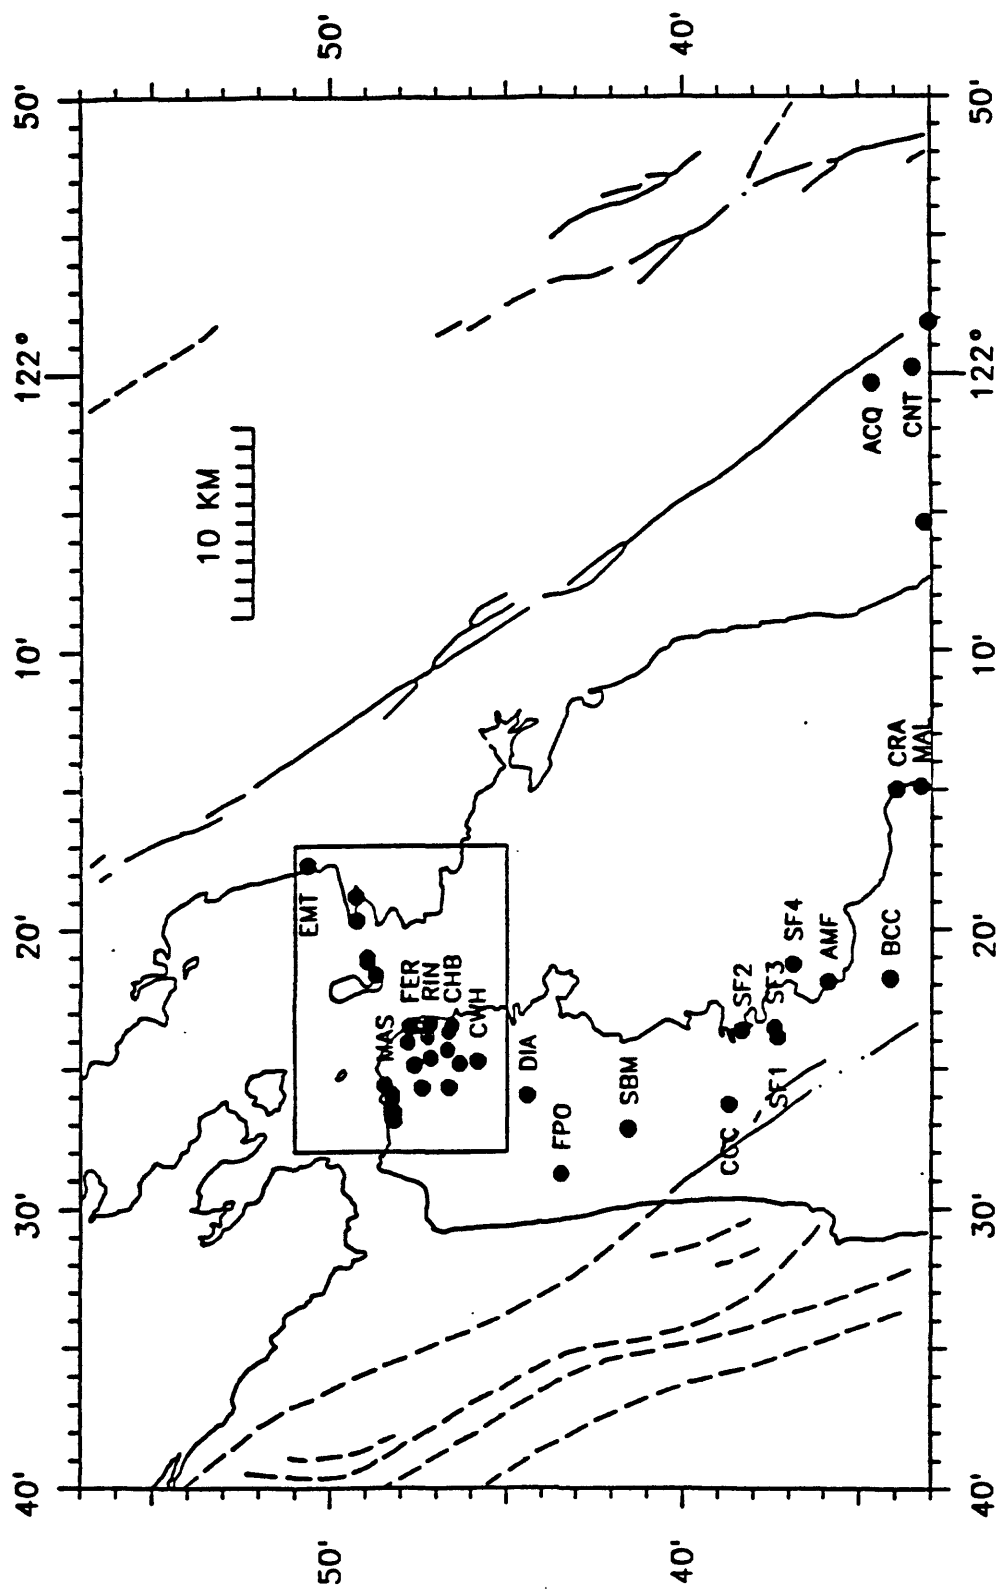 50'
40'
50'
50'
122°
122°
10 KM
ACQ
CNT
10'
10'
CRA
MAL
EMT
20'
20'
SF4
AMF
BCC
FER
RIN
CHB
SF2
SF3
MAS
CWH
DIA
SBM
SF1
FPO
CCC
30'
30'
40'
40'
50'
40'